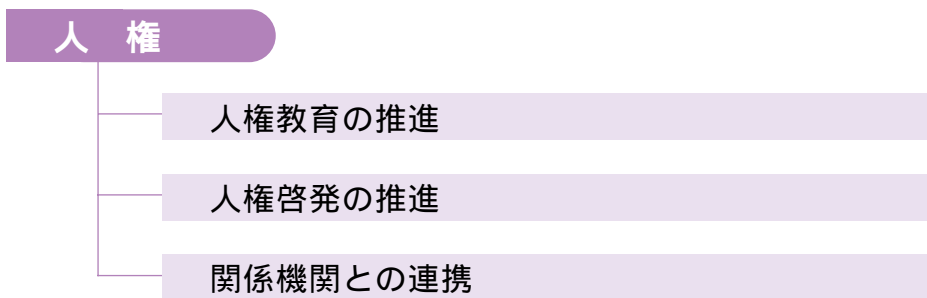 人　権
人権教育の推進
人権啓発の推進
関係機関との連携